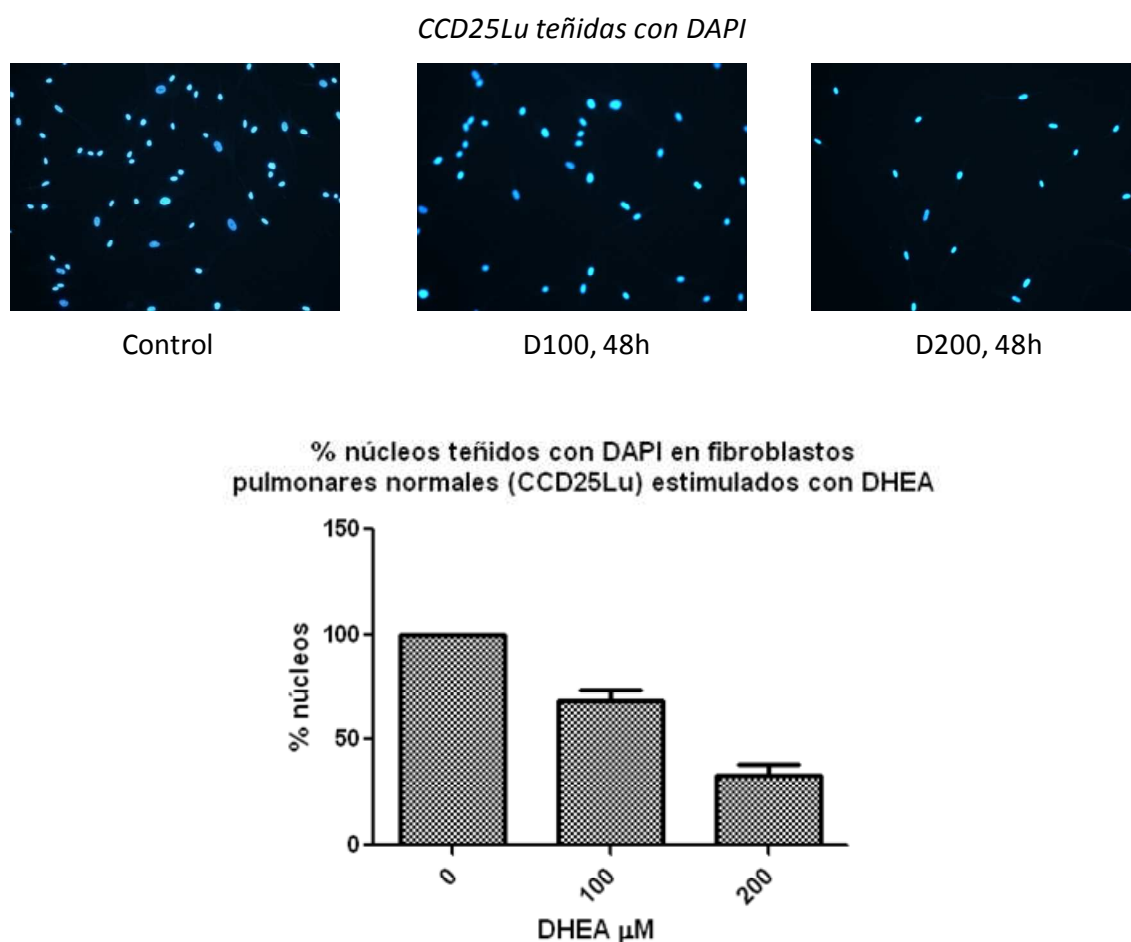 CCD25Lu teñidas con DAPI
Control
D100, 48h
D200, 48h
% núcleos teñidos con DAPI en fibroblastos
pulmonares normales (CCD25Lu) estimulados con DHEA
% núcleos
150
100
50
0
0
100
200
DHEA µM